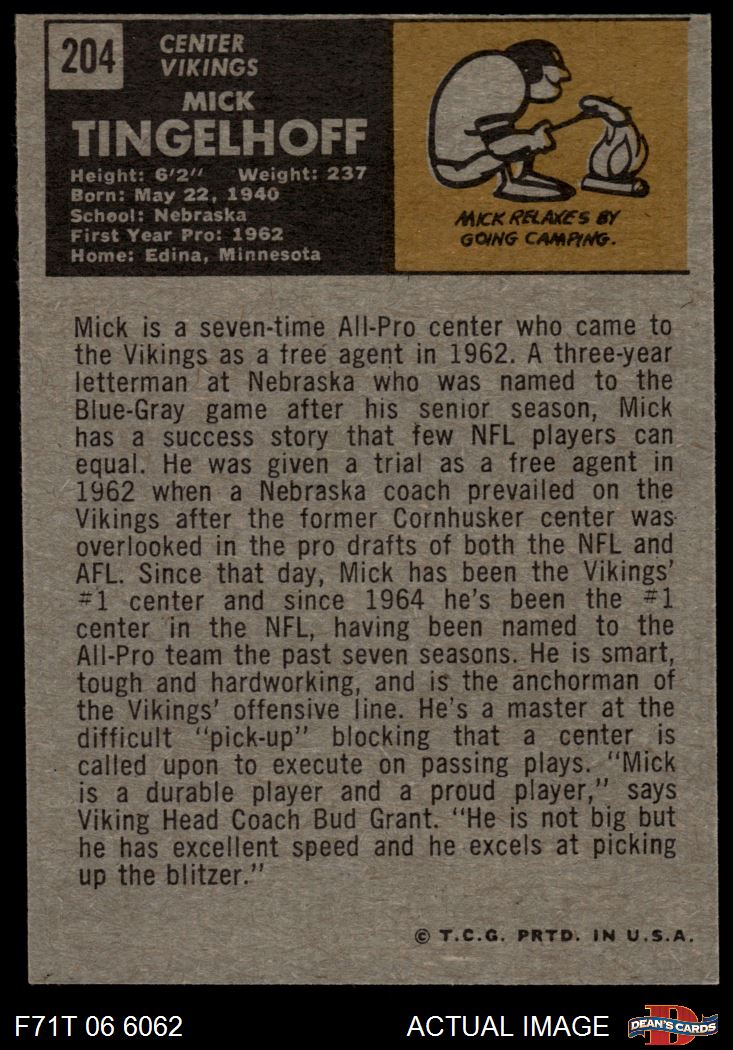 204
CENTER
VIKINGS
MICK
TINGELHOFF
Height: 6'2" Weight: 237
Born: May 22, 1940
School: Nebraska
First Year Pro: 1962
Home: Edina, Minnesota
MICK RELAXES BY
GOING CAMPING.
Mick is a seven-time All-Pro center who came to
the Vikings as a free agent in 1962. A three-year
letterman at Nebraska who was named to the
Blue-Gray game after his senior season, Mick
has a success story that few NFL players can
equal. He was given a trial as a free agent in
1962 when a Nebraska coach prevailed on the
Vikings after the former Cornhusker center was
overlooked in the pro drafts of both the NFL and
AFL. Since that day, Mick has been the Vikings'
#1 center and since 1964 he's been the #1
center in the NFL, having been named to the
All-Pro team the past seven seasons. He is smart,
tough and hardworking, and is the anchorman of
the Vikings' offensive line. He's a master at the
difficult "pick-up" blocking that a center is
called upon to execute on passing plays. "Mick
is a durable player and a proud player," says
Viking Head Coach Bud Grant. "He is not big but
he has excellent speed and he excels at picking
up the blitzer."
© T.C.G. PRTD. IN U.S.A.
F71T 06 6062 ACTUAL IMAGE DEAN'S CARDS